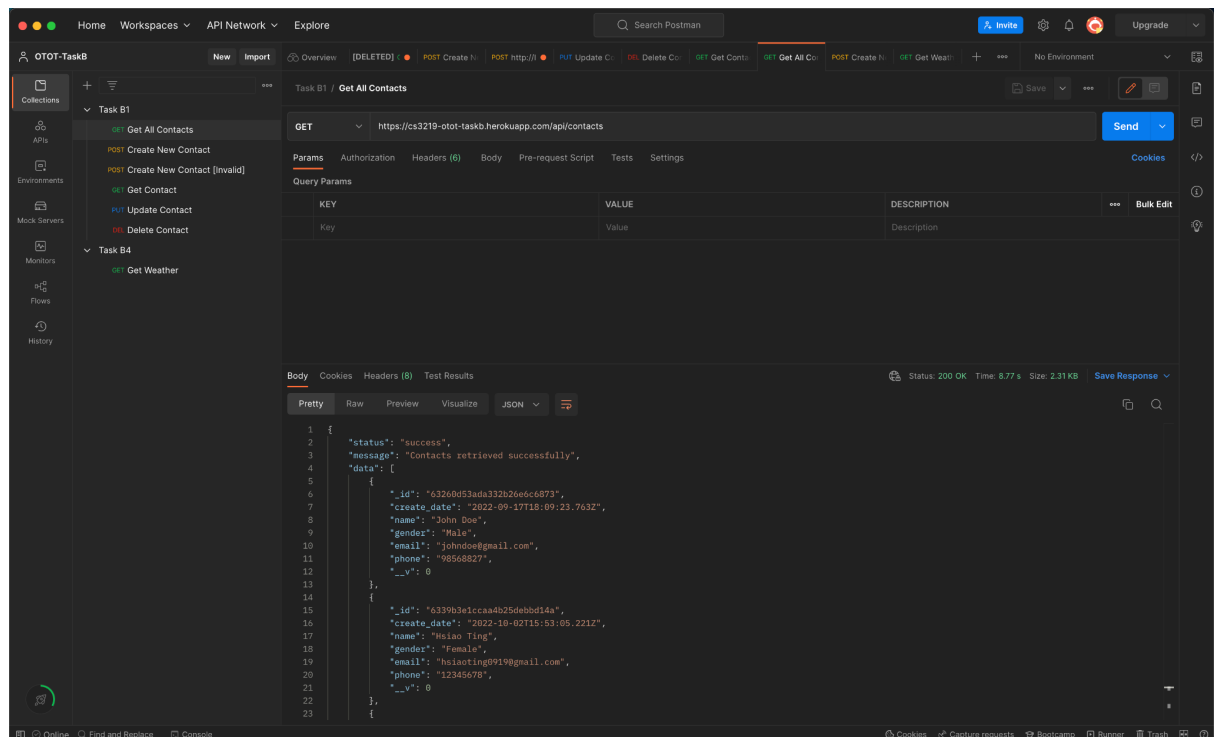 Home Workspaces API Network Explore Search Postman Invite Upgrade
OTOT-TaskB New Import Overview [DELETED] POST Create N POST http://l PUT Update Co DEL Delete Co GET Get Conta GET Get All Co POST Create N GET Get Weath No Environment
Collections
APIs
Environments
Mock Servers
Monitors
Flows
History
Task B1
GET Get All Contacts
POST Create New Contact
POST Create New Contact [Invalid]
GET Get Contact
PUT Update Contact
DEL Delete Contact
Task B4
GET Get Weather
Task B1 / Get All Contacts Save
GET https://cs3219-otot-taskb.herokuapp.com/api/contacts Send
Params Authorization Headers (6) Body Pre-request Script Tests Settings Cookies
Query Params
KEY VALUE DESCRIPTION Bulk Edit
Key Value Description
Body Cookies Headers (8) Test Results Status: 200 OK Time: 8.77 s Size: 2.31 KB Save Response
Pretty Raw Preview Visualize JSON
1 {
2 "status": "success",
3 "message": "Contacts retrieved successfully",
4 "data": [
5 {
6 "_id": "63260d53ada332b26e6c6873",
7 "create_date": "2022-09-17T18:09:23.763Z",
8 "name": "John Doe",
9 "gender": "Male",
10 "email": "johndoe@gmail.com",
11 "phone": "98568827",
12 "__v": 0
13 },
14 {
15 "_id": "6339b3e1ccaa4b25debbd14a",
16 "create_date": "2022-10-02T15:53:05.221Z",
17 "name": "Hsiao Ting",
18 "gender": "Female",
19 "email": "hsiaoting0919@gmail.com",
20 "phone": "12345678",
21 "__v": 0
22 },
23 {
Online Find and Replace Console Cookies Capture requests Bootcamp Runner Trash